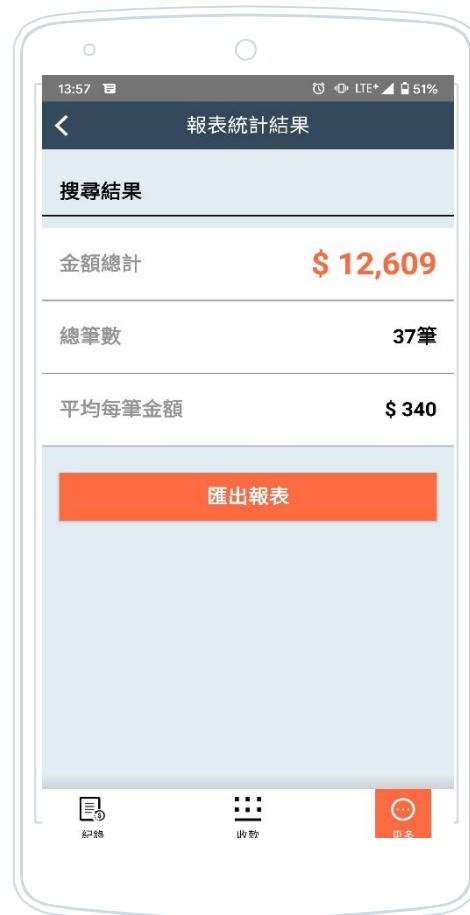 13:57 LTE+ 51%
報表統計結果
搜尋結果
金額總計 $ 12,609
總筆數 37筆
平均每筆金額 $ 340
匯出報表
紀錄 收款 更多